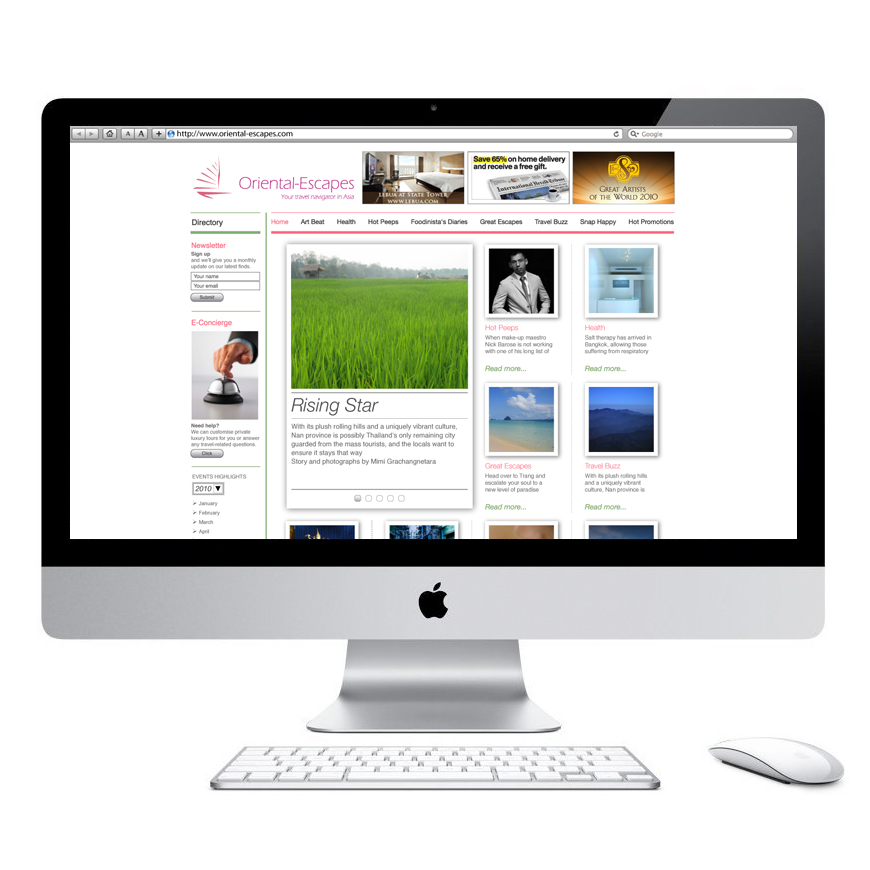 A A + http://www.oriental-escapes.com Google
Oriental-Escapes
Your travel navigator in Asia
LEBUA AT STATE TOWER
WWW.LEBUA.COM
Save 65% on home delivery
and receive a free gift.
International Herald Tribune
GREAT ARTISTS
OF THE WORLD 2010
Directory
Home Art Beat Health Hot Peeps Foodinista's Diaries Great Escapes Travel Buzz Snap Happy Hot Promotions
Newsletter
Sign up
and we'll give you a monthly
update on our latest finds.
Your name
Your email
Submit
E-Concierge
Need help?
We can customise private
luxury tours for you or answer
any travel-related questions.
Click
EVENTS HIGHLIGHTS
2010 ▼
➤ January
➤ February
➤ March
➤ April
Rising Star
With its plush rolling hills and a uniquely vibrant culture,
Nan province is possibly Thailand's only remaining city
guarded from the mass tourists, and the locals want to
ensure it stays that way
Story and photographs by Mimi Grachangnetara
Hot Peeps
When make-up maestro
Nick Barose is not working
with one of his long list of
Read more...
Health
Salt therapy has arrived in
Bangkok, allowing those
suffering from respiratory
Read more...
Great Escapes
Head over to Trang and
escalate your soul to a
new level of paradise
Read more...
Travel Buzz
With its plush rolling hills
and a uniquely vibrant
culture, Nan province is
Read more...